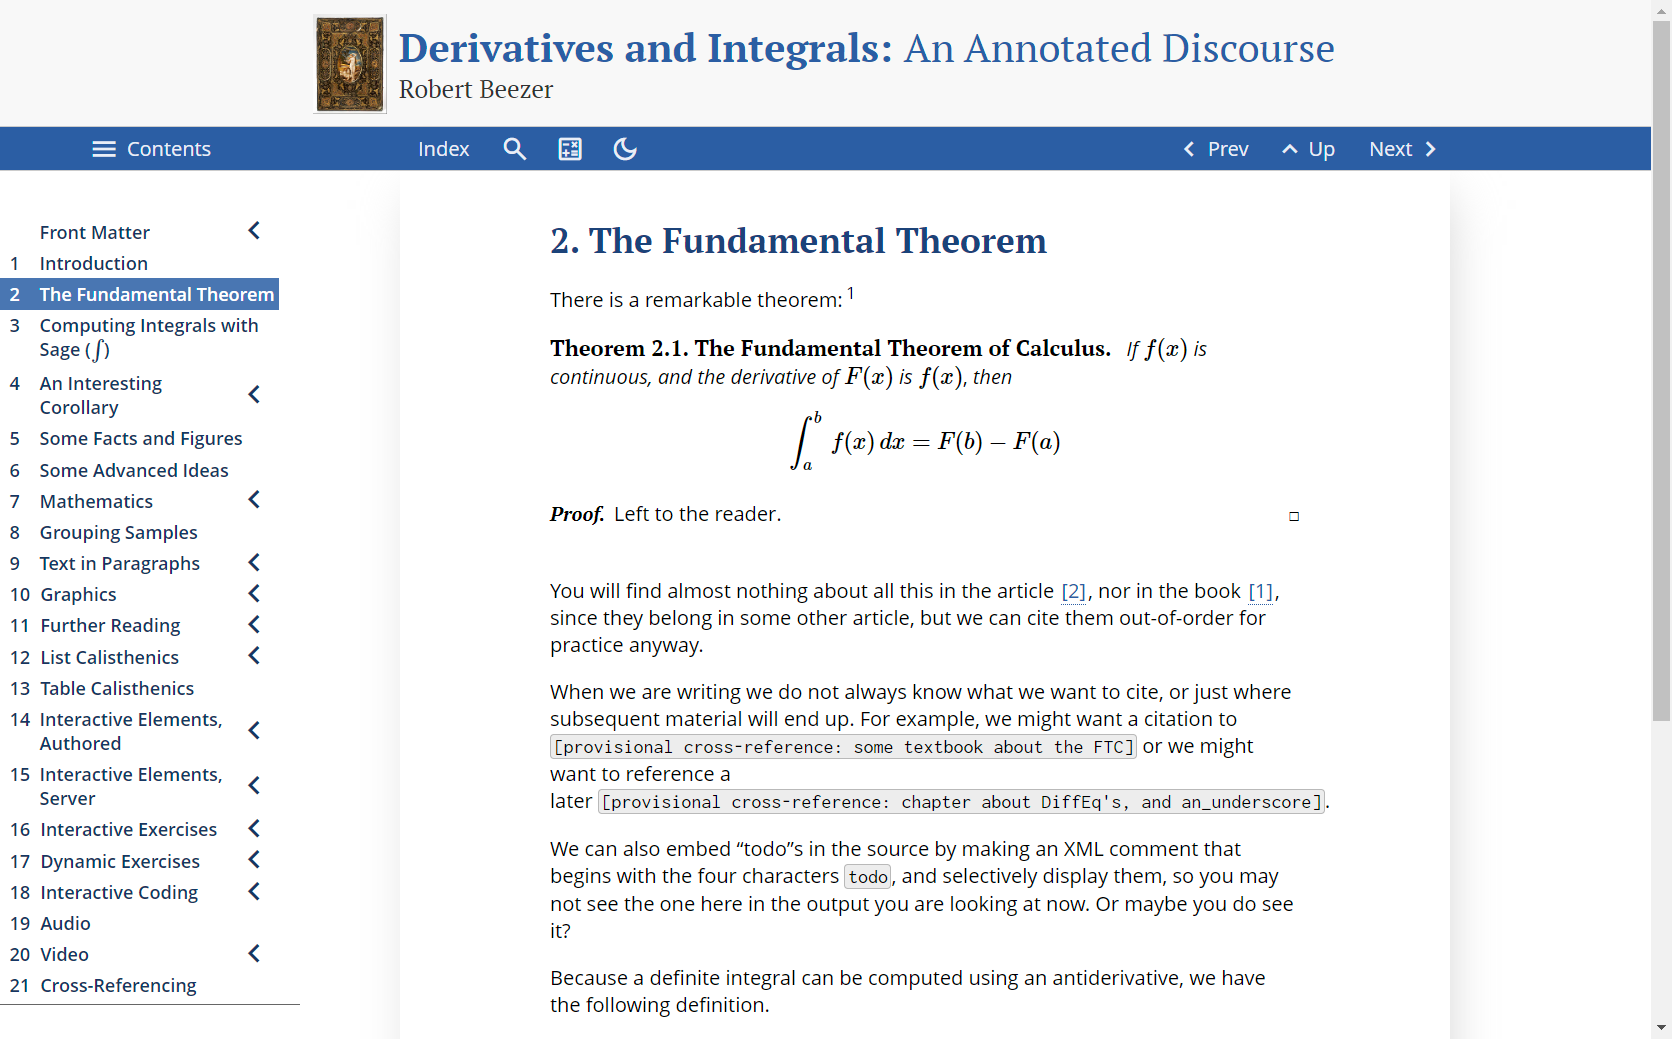 Derivatives and Integrals: An Annotated Discourse
Robert Beezer
Contents
Index
Prev
Up
Next
Front Matter
1 Introduction
2 The Fundamental Theorem
3 Computing Integrals with
Sage (∫)
4 An Interesting
Corollary
5 Some Facts and Figures
6 Some Advanced Ideas
7 Mathematics
8 Grouping Samples
9 Text in Paragraphs
10 Graphics
11 Further Reading
12 List Calisthenics
13 Table Calisthenics
14 Interactive Elements,
Authored
15 Interactive Elements,
Server
16 Interactive Exercises
17 Dynamic Exercises
18 Interactive Coding
19 Audio
20 Video
21 Cross-Referencing
2. The Fundamental Theorem
There is a remarkable theorem: 1
Theorem 2.1. The Fundamental Theorem of Calculus. If f(x) is
continuous, and the derivative of F(x) is f(x), then
∫_a^b f(x) dx = F(b) − F(a)
Proof. Left to the reader. □
You will find almost nothing about all this in the article [2], nor in the book [1],
since they belong in some other article, but we can cite them out-of-order for
practice anyway.
When we are writing we do not always know what we want to cite, or just where
subsequent material will end up. For example, we might want a citation to
[provisional cross-reference: some textbook about the FTC] or we might
want to reference a
later [provisional cross-reference: chapter about DiffEq's, and an_underscore].
We can also embed “todo”s in the source by making an XML comment that
begins with the four characters todo, and selectively display them, so you may
not see the one here in the output you are looking at now. Or maybe you do see
it?
Because a definite integral can be computed using an antiderivative, we have
the following definition.